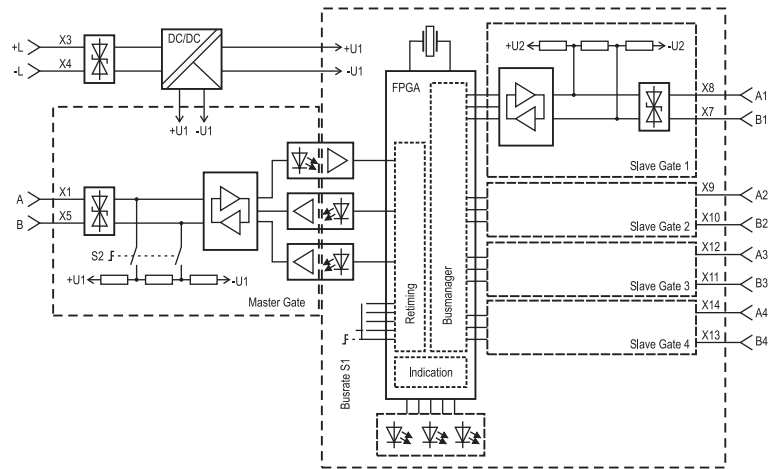 +L X3 DC/DC +U1
-L X4 -U1
+U1 -U1
FPGA
+U2 -U2
X8 A1
X7 B1
Slave Gate 1
A X1
B X5
S2
+U1 -U1
Master Gate
X9 A2
X10 B2
Slave Gate 2
X12 A3
X11 B3
Slave Gate 3
X14 A4
X13 B4
Slave Gate 4
Retiming
Busmanager
Busrate S1
Indication